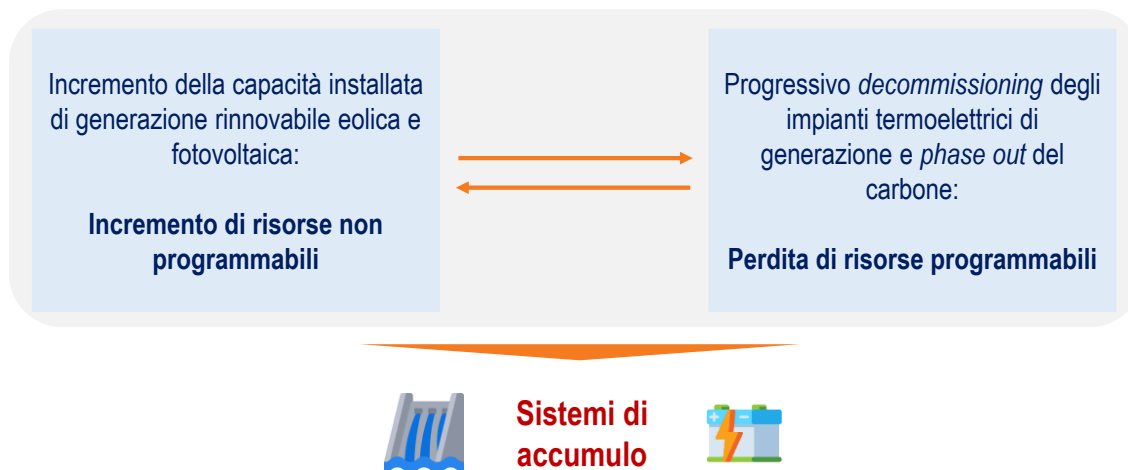 Incremento della capacità installata
di generazione rinnovabile eolica e
fotovoltaica:
Incremento di risorse non
programmabili
Progressivo decommissioning degli
impianti termoelettrici di
generazione e phase out del
carbone:
Perdita di risorse programmabili
Sistemi di
accumulo